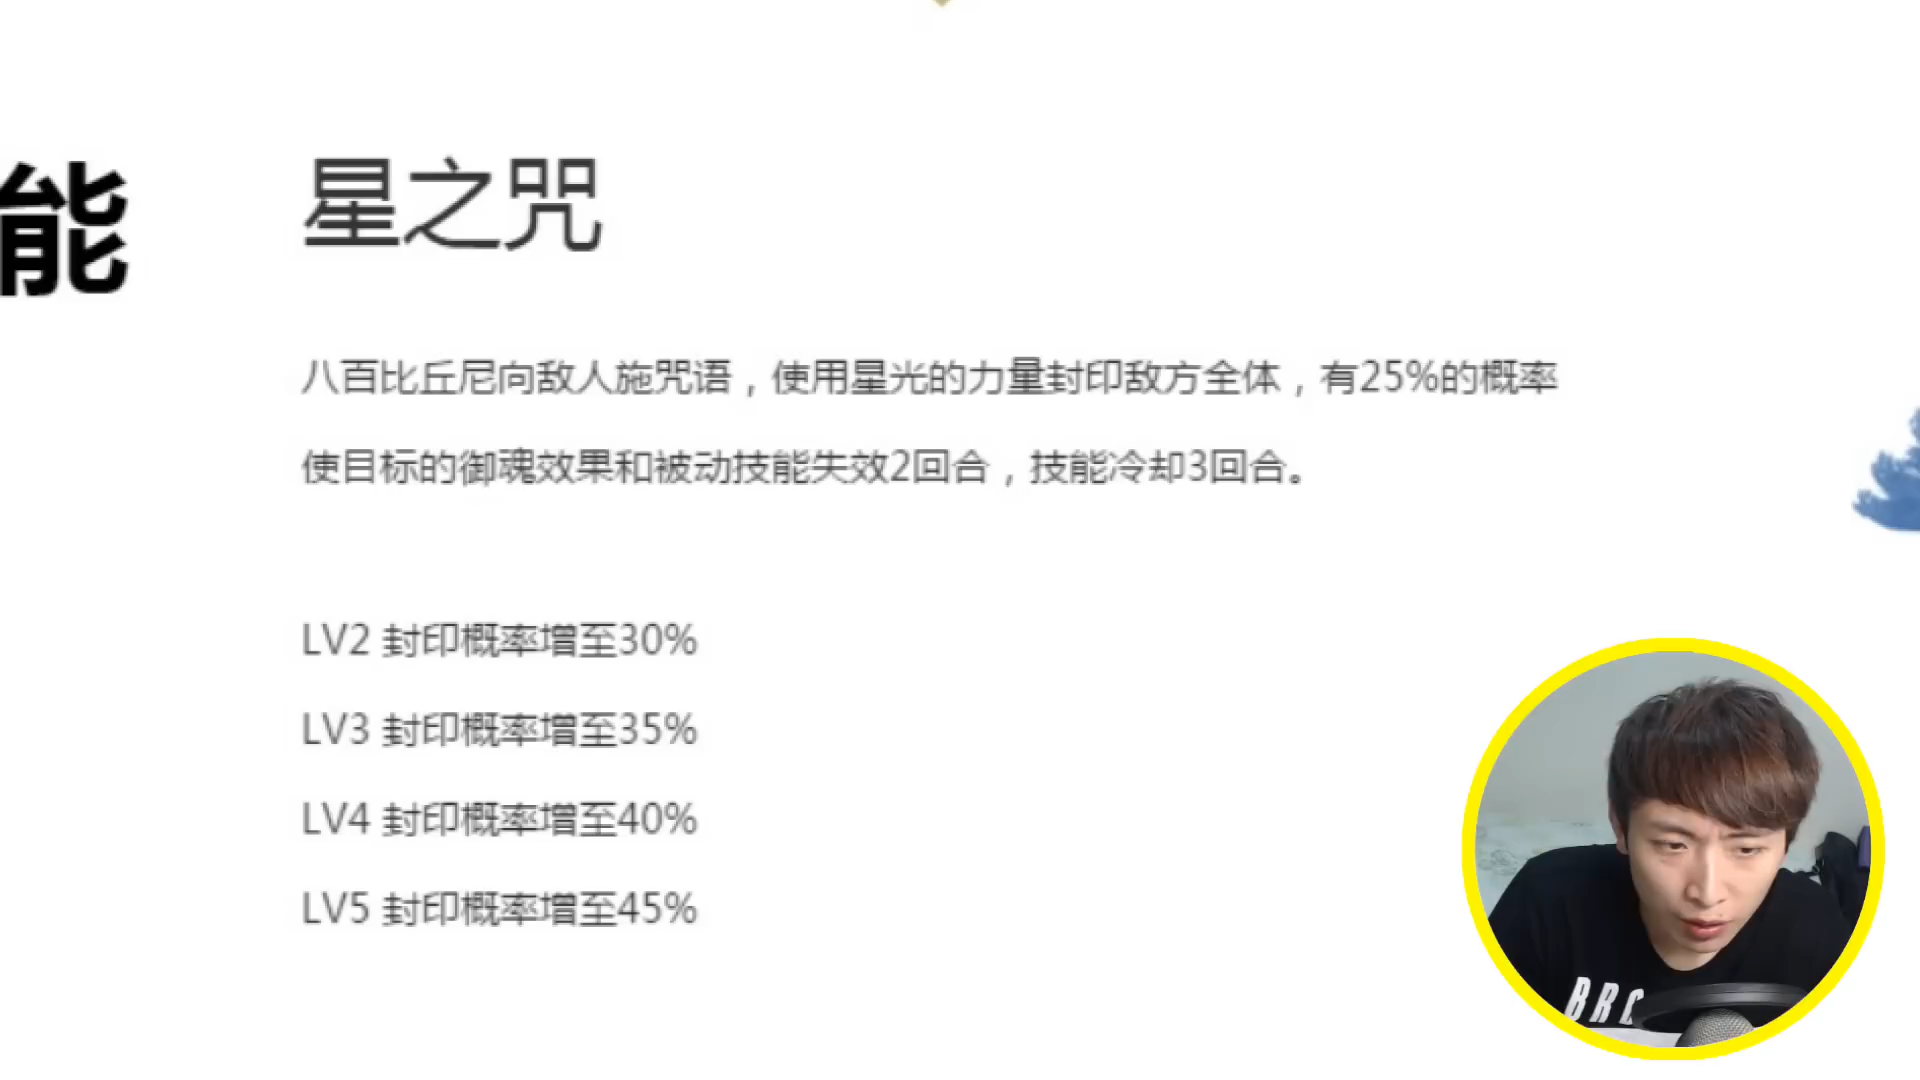 能
星之咒
八百比丘尼向敌人施咒语，使用星光的力量封印敌方全体，有25%的概率
使目标的御魂效果和被动技能失效2回合，技能冷却3回合。
LV2 封印概率增至30%
LV3 封印概率增至35%
LV4 封印概率增至40%
LV5 封印概率增至45%